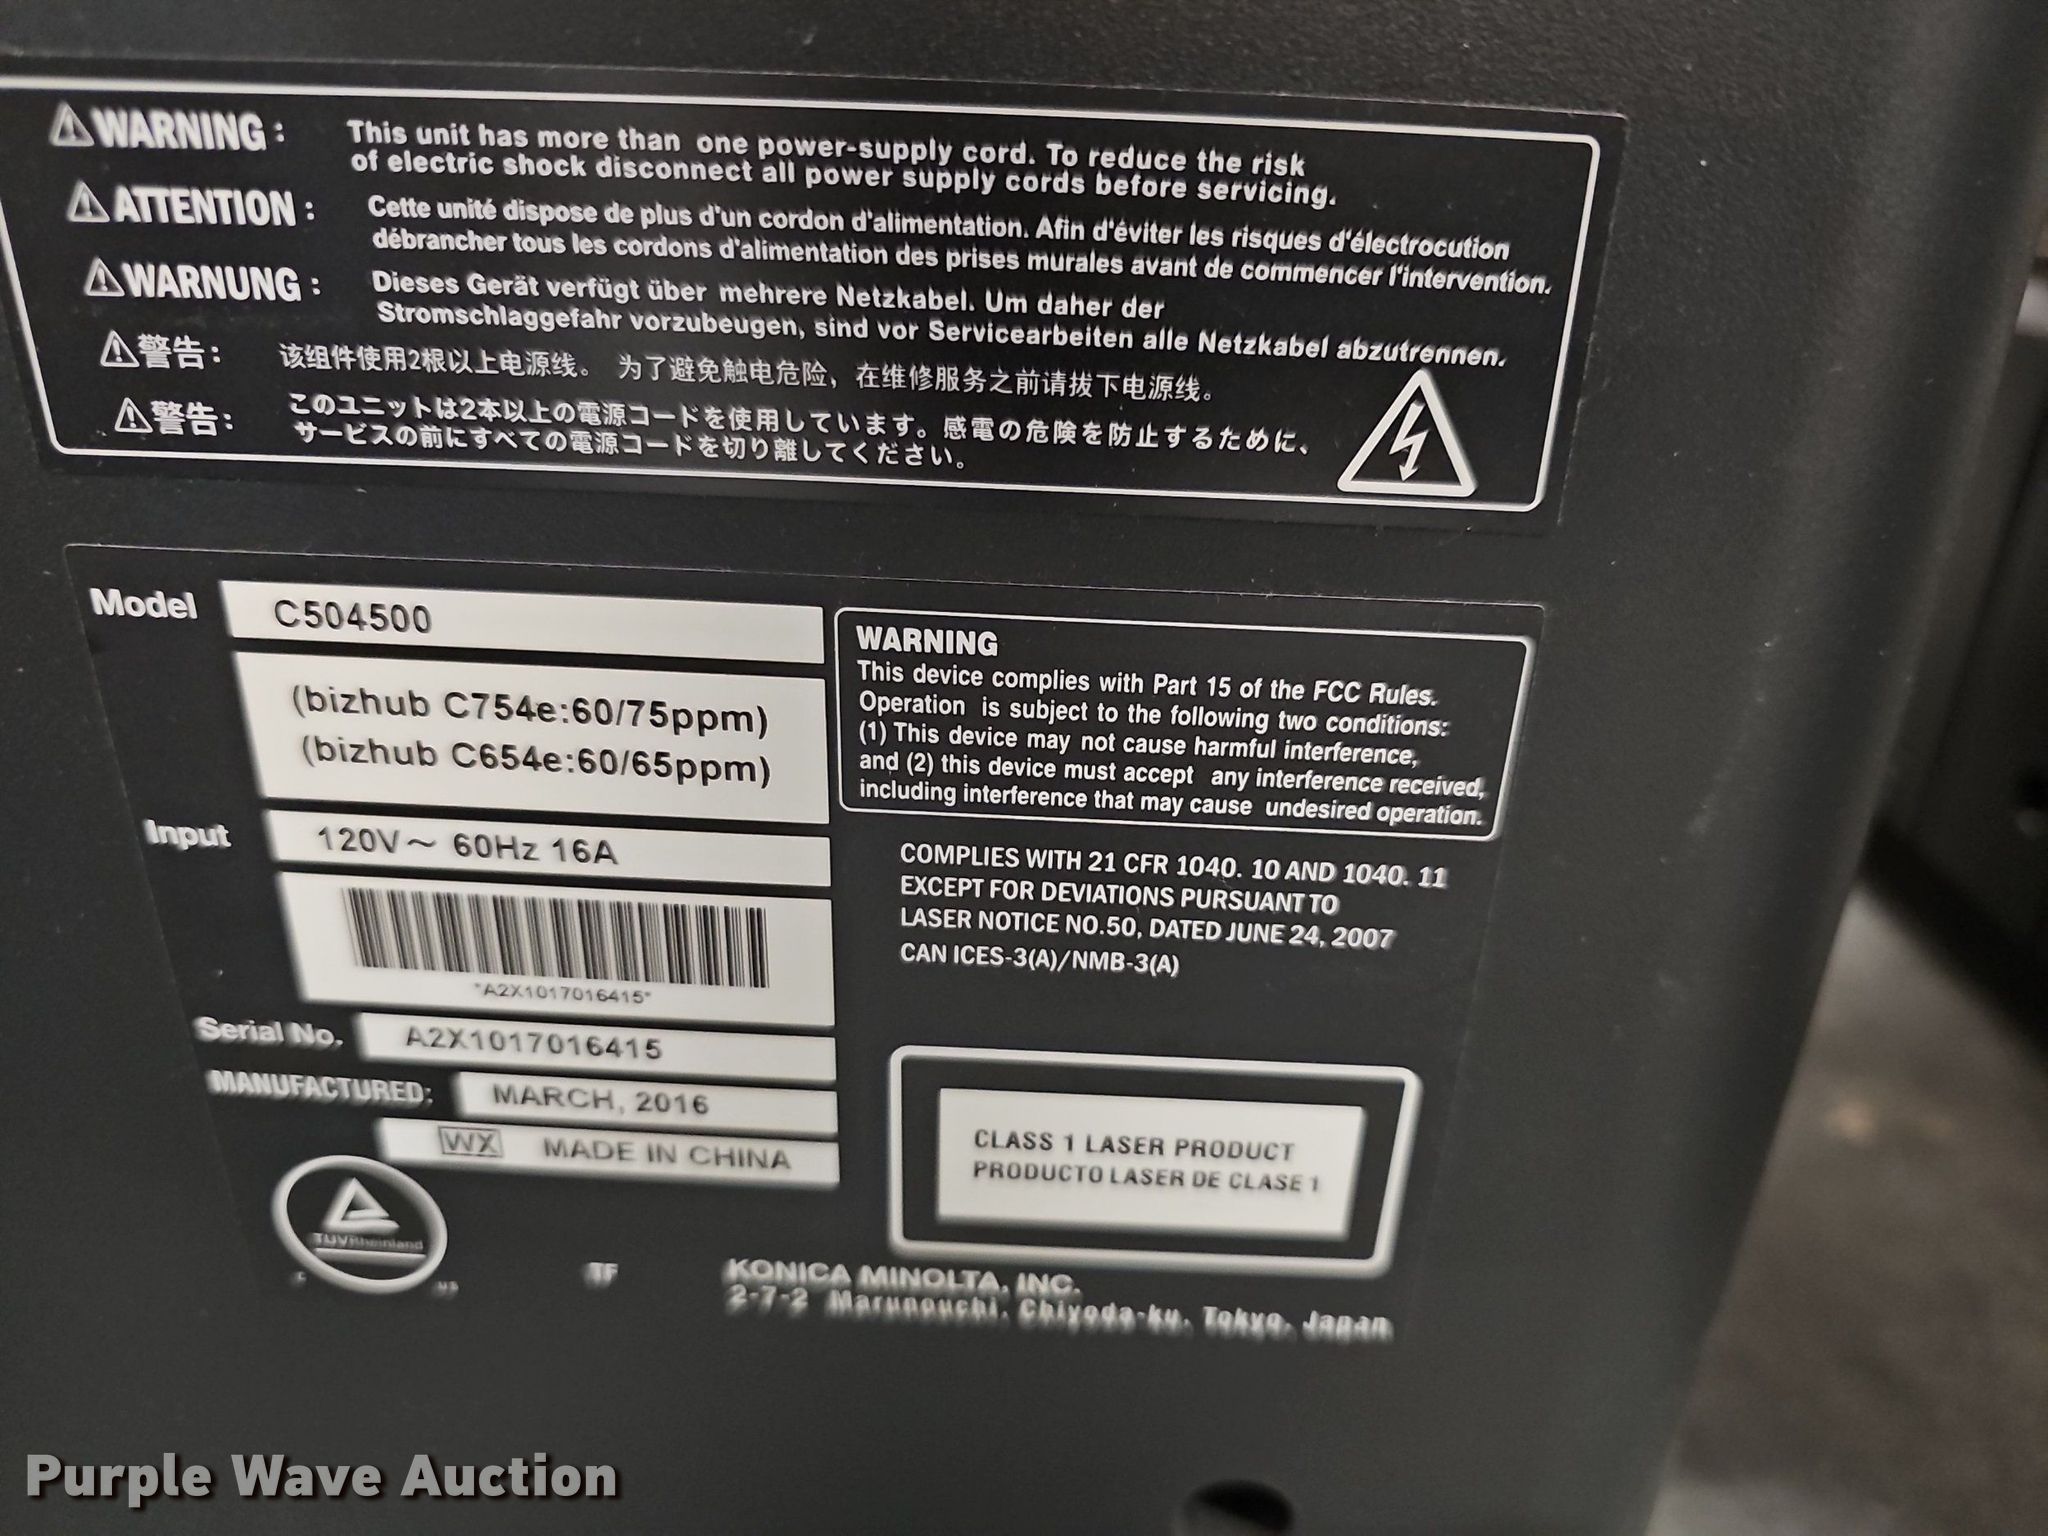 ⚠WARNING: This unit has more than one power-supply cord. To reduce the risk
of electric shock disconnect all power supply cords before servicing.
⚠ATTENTION: Cette unité dispose de plus d'un cordon d'alimentation. Afin d'éviter les risques d'électrocution
débrancher tous les cordons d'alimentation des prises murales avant de commencer l'intervention.
⚠WARNUNG: Dieses Gerät verfügt über mehrere Netzkabel. Um daher der
Stromschlaggefahr vorzubeugen, sind vor Servicearbeiten alle Netzkabel abzutrennen.
⚠警告: 该组件使用2根以上电源线。 为了避免触电危险，在维修服务之前请拔下电源线。
⚠警告: このユニットは2本以上の電源コードを使用しています。感電の危険を防止するために、
サービスの前にすべての電源コードを切り離してください。
Model C504500
(bizhub C754e:60/75ppm)
(bizhub C654e:60/65ppm)
Input 120V～ 60Hz 16A
*A2X1017016415*
Serial No. A2X1017016415
MANUFACTURED: MARCH, 2016
WX MADE IN CHINA
TÜVRheinland
TF
WARNING
This device complies with Part 15 of the FCC Rules.
Operation is subject to the following two conditions:
(1) This device may not cause harmful interference,
and (2) this device must accept any interference received,
including interference that may cause undesired operation.
COMPLIES WITH 21 CFR 1040. 10 AND 1040. 11
EXCEPT FOR DEVIATIONS PURSUANT TO
LASER NOTICE NO.50, DATED JUNE 24, 2007
CAN ICES-3(A)/NMB-3(A)
CLASS 1 LASER PRODUCT
PRODUCTO LASER DE CLASE 1
KONICA MINOLTA, INC.
2-7-2 Marunouchi, Chiyoda-ku, Tokyo, Japan
Purple Wave Auction